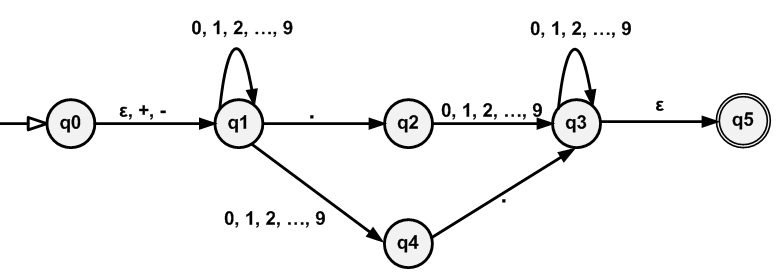 0, 1, 2, ..., 9
0, 1, 2, ..., 9
q0
ε, +, -
q1
.
q2
0, 1, 2, ..., 9
q3
ε
q5
0, 1, 2, ..., 9
q4
.